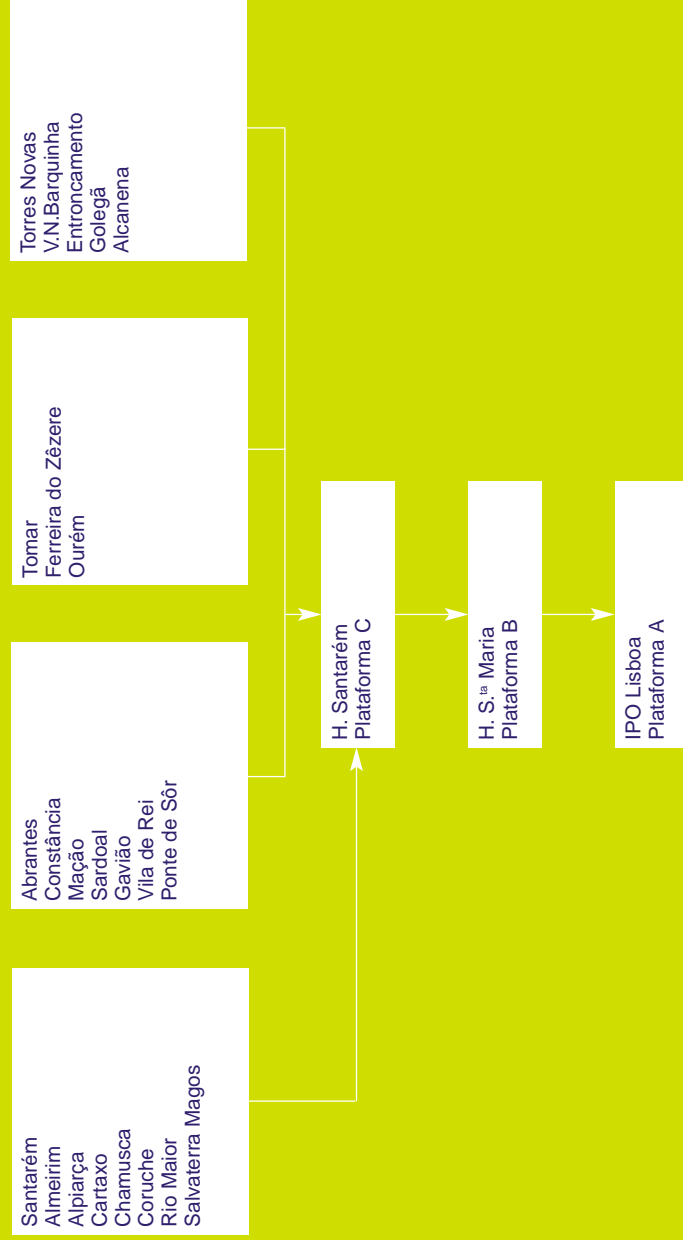 Santarém
Almeirim
Alpiarça
Cartaxo
Chamusca
Coruche
Rio Maior
Salvaterra Magos
Abrantes
Constância
Mação
Sardoal
Gavião
Vila de Rei
Ponte de Sôr
Tomar
Ferreira do Zêzere
Ourém
Torres Novas
V.N.Barquinha
Entroncamento
Golegã
Alcanena
H. Santarém
Plataforma C
H. S.ta Maria
Plataforma B
IPO Lisboa
Plataforma A